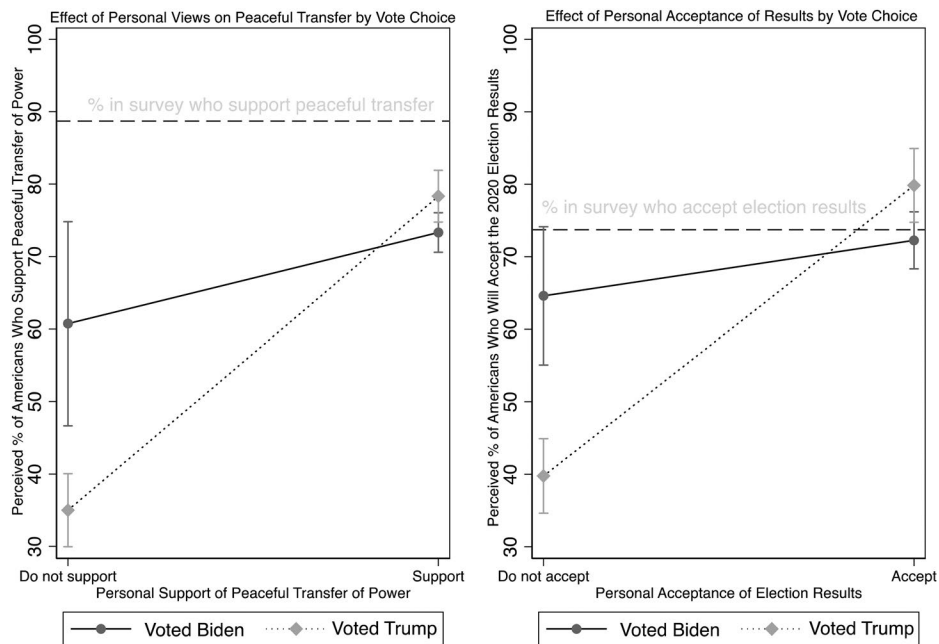 Effect of Personal Views on Peaceful Transfer by Vote Choice
Perceived % of Americans Who Support Peaceful Transfer of Power
100
90
80
70
60
50
40
30
% in survey who support peaceful transfer
Do not support
Support
Personal Support of Peaceful Transfer of Power
Voted Biden
Voted Trump
Effect of Personal Acceptance of Results by Vote Choice
Perceived % of Americans Who Will Accept the 2020 Election Results
100
90
80
70
60
50
40
30
% in survey who accept election results
Do not accept
Accept
Personal Acceptance of Election Results
Voted Biden
Voted Trump